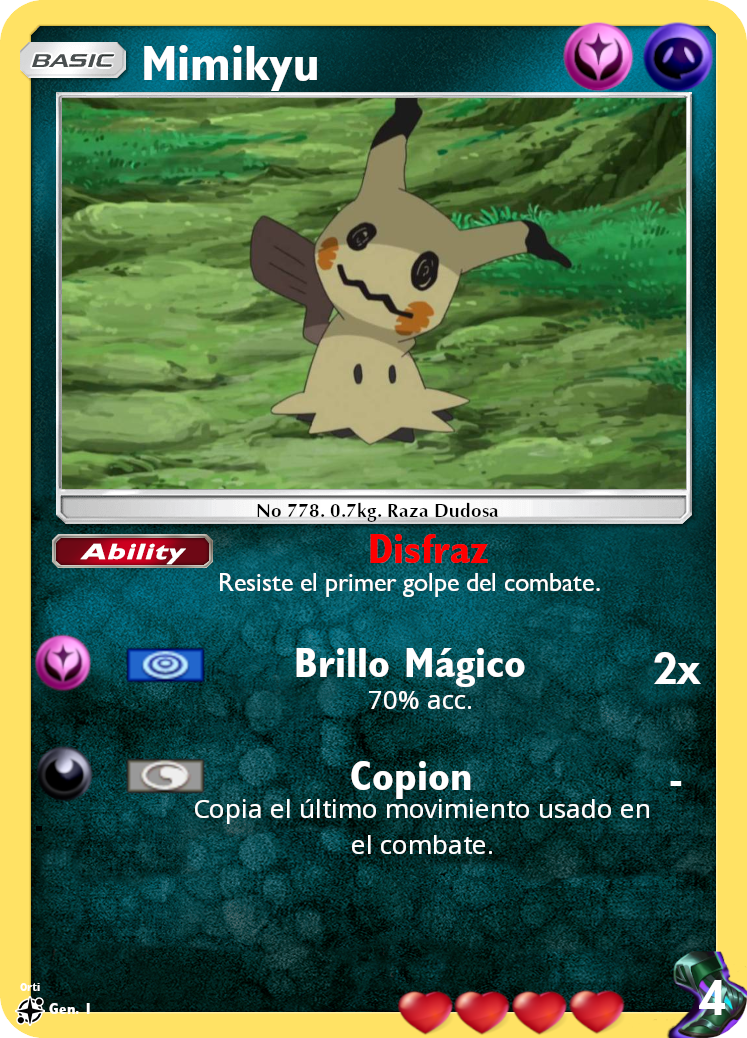 BASIC Mimikyu
No 778. 0.7kg. Raza Dudosa
Ability Disfraz
Resiste el primer golpe del combate.
Brillo Mágico 2x
70% acc.
Copion -
Copia el último movimiento usado en
el combate.
Orti
Gen. 1
4